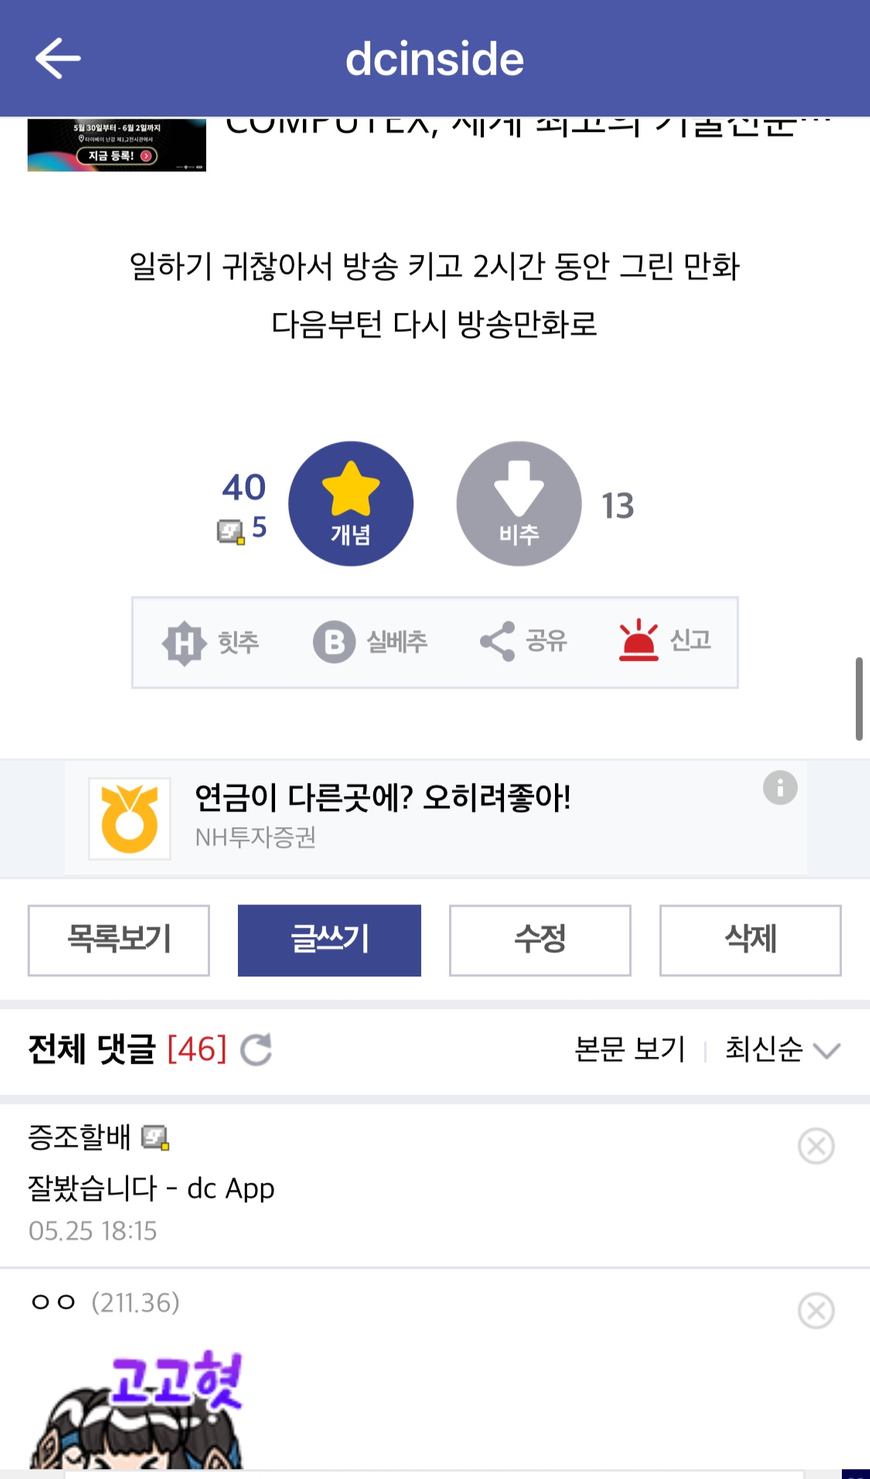 dcinside
5월 30일부터 - 6월 2일까지
지금 등록!
COMPUTEX, 세계 최고의 기술전문…
일하기 귀찮아서 방송 키고 2시간 동안 그린 만화
다음부턴 다시 방송만화로
40
5
개념
비추
13
힛추
실베추
공유
신고
연금이 다른곳에? 오히려좋아!
NH투자증권
목록보기
글쓰기
수정
삭제
전체 댓글 [46]
본문 보기
최신순
증조할배
잘봤습니다 - dc App
05.25 18:15
ㅇㅇ (211.36)
고고혓